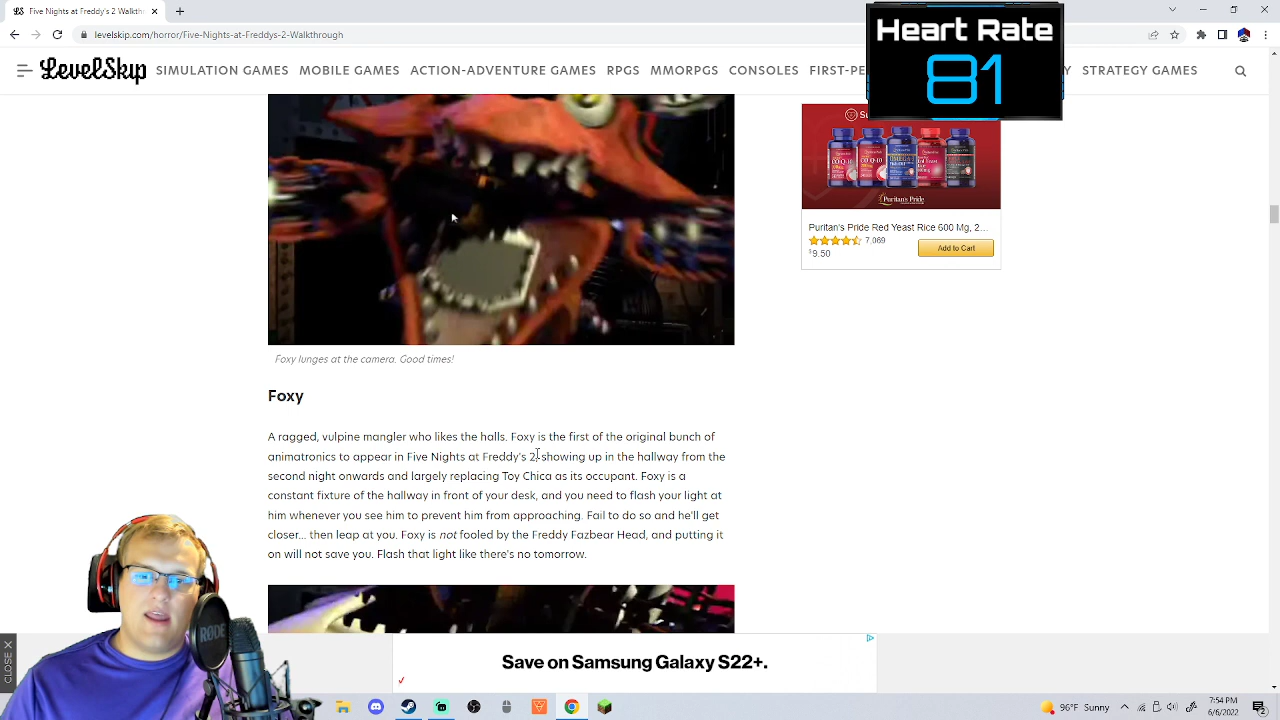 Five Nights at Freddy's 2 Walkth
levelskip.com
Heart Rate
81
LevelSkip
SIMULATION
MOBILE GAMES
ACTION-ADVENTURE GAMES
RPGS
MMORPGS
CONSOLES
STRATEGY GAMES
Puritan's Pride
Puritan's Pride Red Yeast Rice 600 Mg, 2...
7,069
$9.50
Add to Cart
Foxy lunges at the camera. Good times!
Foxy
A ragged, vulpine mangler who likes the halls. Foxy is the first of the original bunch of
animatronics to appear in Five Nights at Freddy's 2, showing up in the hallway from the
second night onwards and largely replacing Toy Chica as its occupant. Foxy is a
constant fixture of the hallway in front of your desk, and you need to flash your light at
him whenever you see him to prevent him from approaching. Fail to do so and he'll get
closer... then leap at you. Foxy is not fooled by the Freddy Fazbear Head, and putting it
on will not save you. Flash that light like there's no tomorrow.
CLOSE
Save on Samsung Galaxy S22+.
RODE
96°F Sunny
7:54 PM
6/6/2022